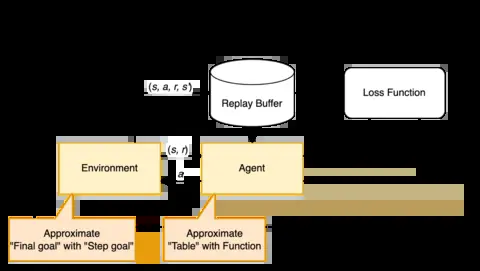 (s, a, r, s')
Replay Buffer
Loss Function
(s, r)
Environment
a
Agent
Approximate
"Final goal" with "Step goal"
Approximate
"Table" with Function